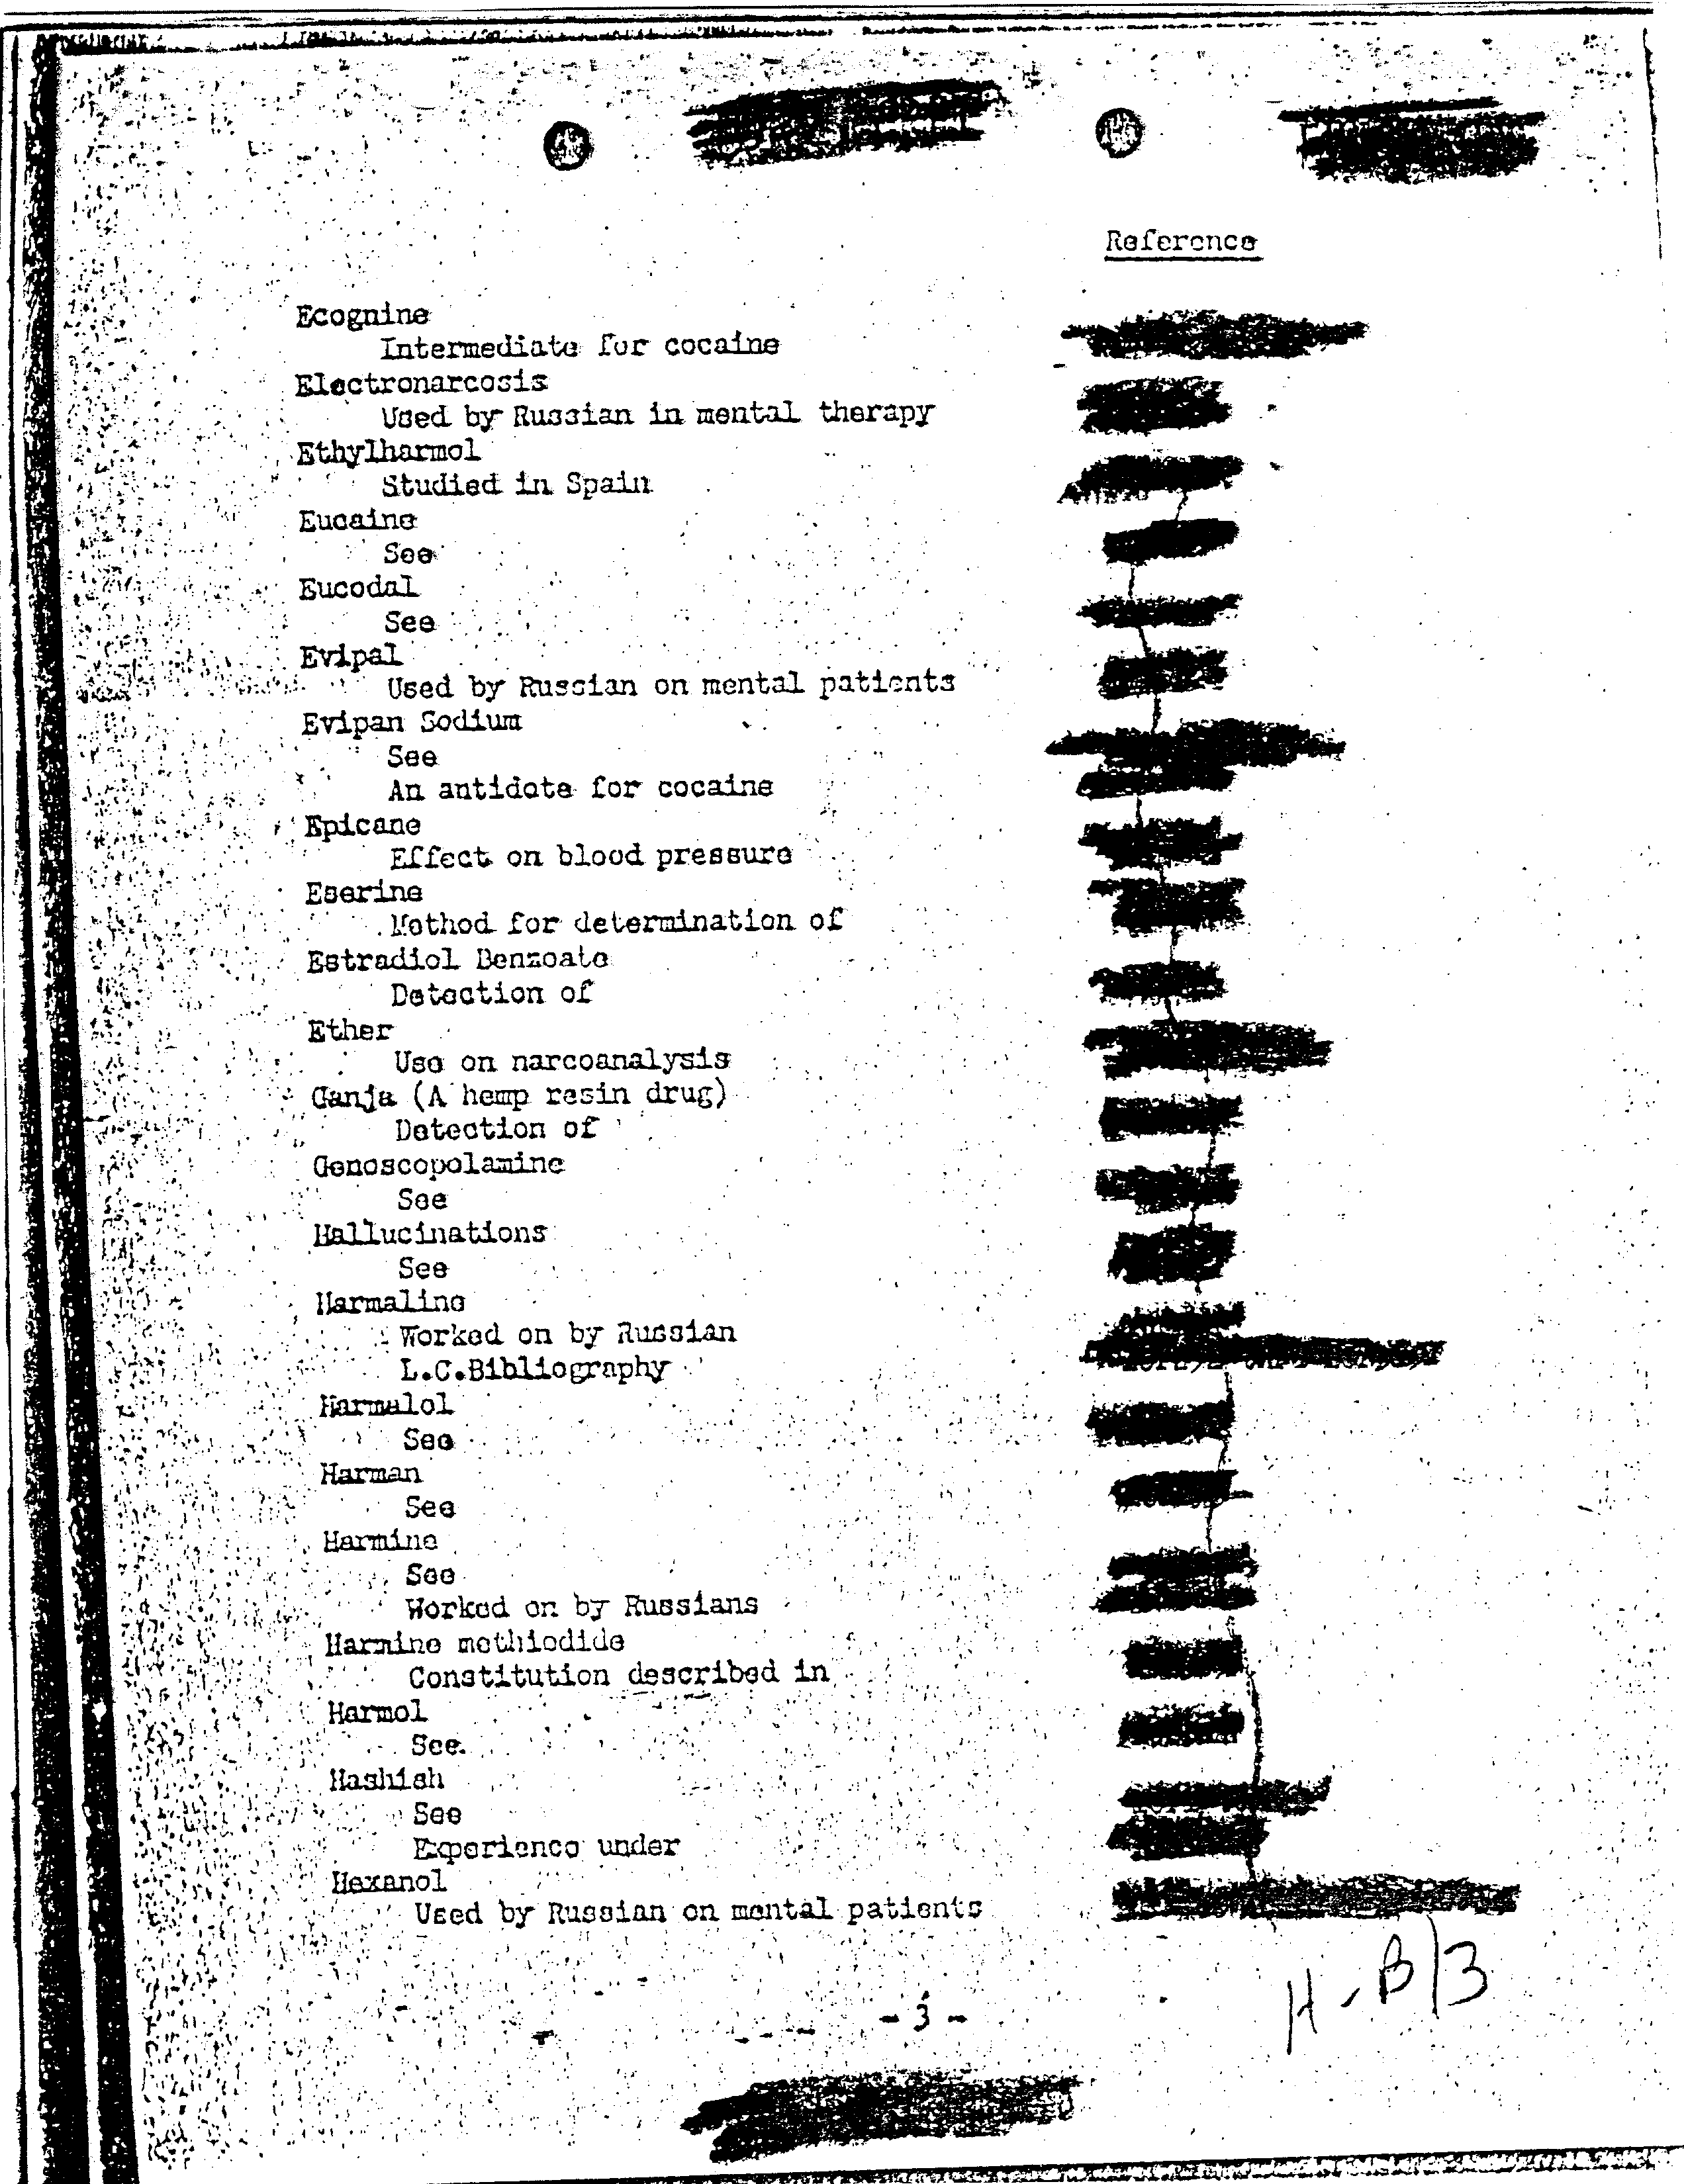 Reference
Ecognine
Intermediate for cocaine
Electronarcosis
Used by Russian in mental therapy
Ethylharmol
Studied in Spain
Eucaine
See
Eucodal
See
Evipal
Used by Russian on mental patients
Evipan Sodium
See
An antidote for cocaine
Epicane
Effect on blood pressure
Eserine
Method for determination of
Estradiol Benzoate
Detection of
Ether
Use on narcoanalysis
Ganja (A hemp resin drug)
Detection of
Genoscopolamine
See
Hallucinations
See
Harmaline
Worked on by Russian
L.C.Bibliography
Harmalol
See
Harman
See
Harmine
See
Worked on by Russians
Harmine methiodide
Constitution described in
Harmol
See
Hashish
See
Experience under
Hexanol
Used by Russian on mental patients
H-B/3
- 3 -